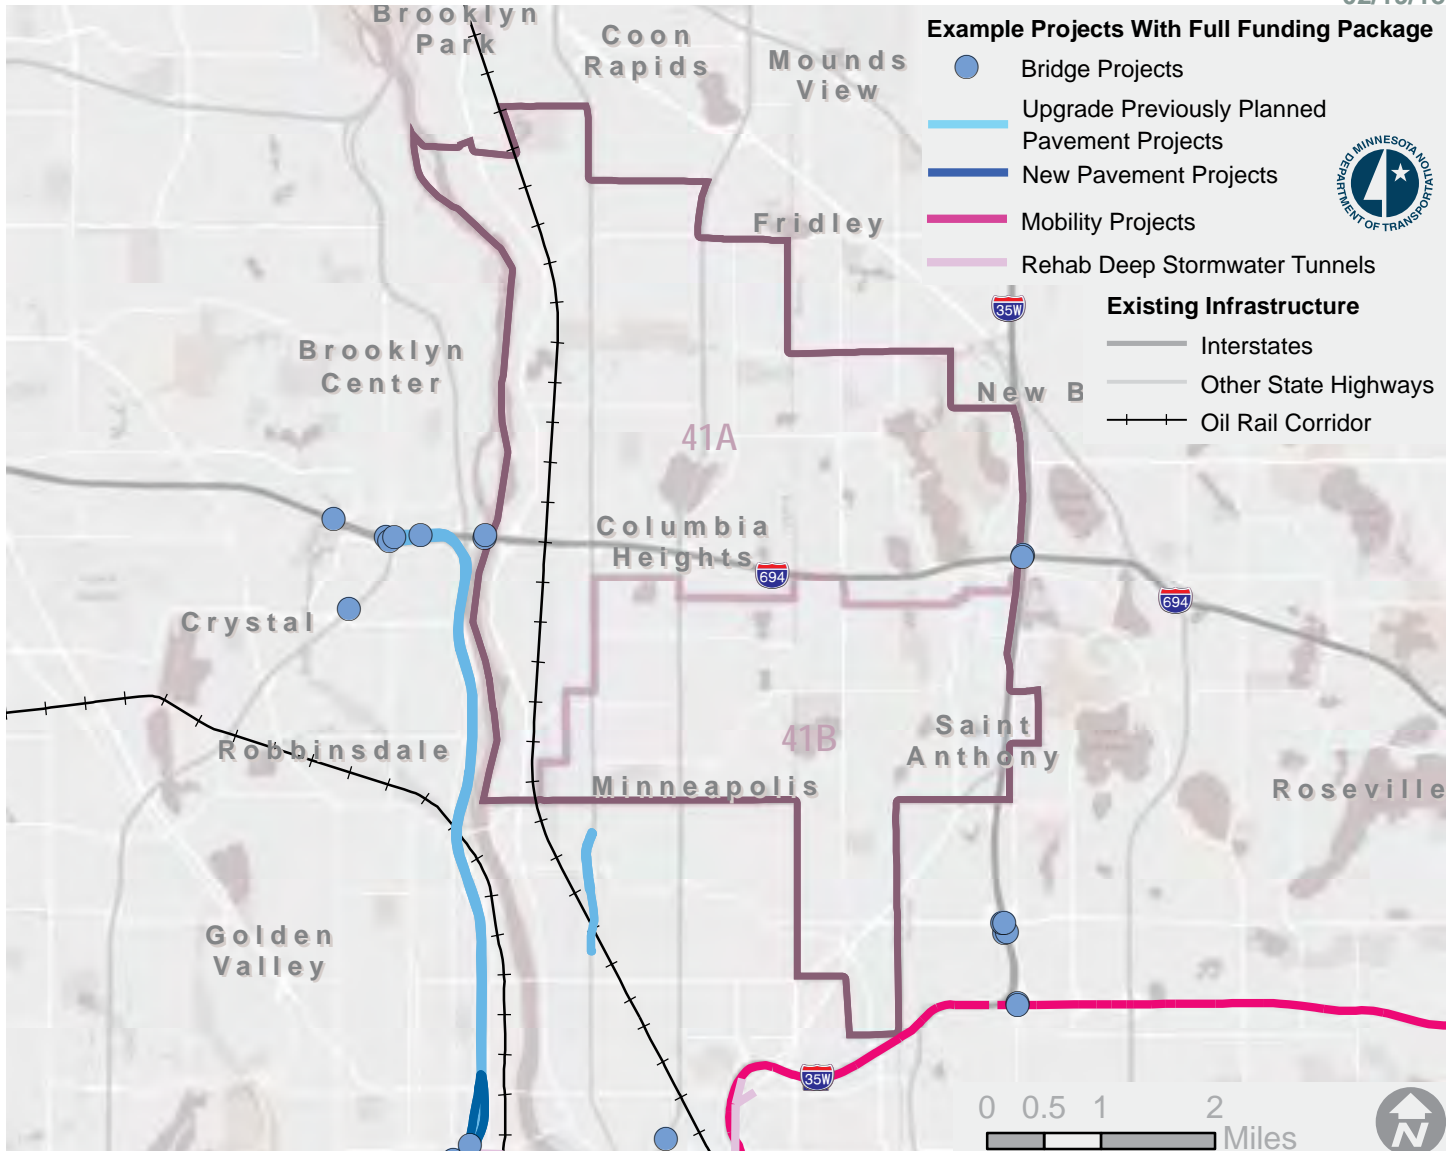 Example Projects With Full Funding Package
Bridge Projects
Upgrade Previously Planned
Pavement Projects
New Pavement Projects
Mobility Projects
Rehab Deep Stormwater Tunnels
Existing Infrastructure
Interstates
Other State Highways
Oil Rail Corridor
MINNESOTA DEPARTMENT OF TRANSPORTATION
Brooklyn
Park
Coon
Rapids
Mounds
View
Fridley
35W
Brooklyn
Center
New B
41A
Columbia
Heights
694
694
Crystal
Robbinsdale
41B
Saint
Anthony
Minneapolis
Roseville
Golden
Valley
35W
0 0.5 1 2
Miles
N